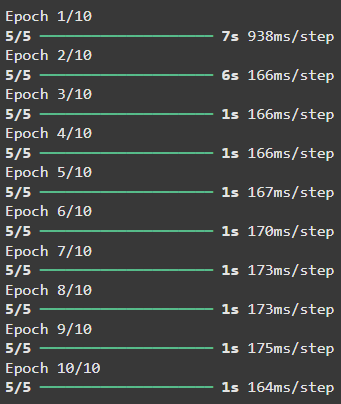 Epoch 1/10
5/5 ━━━━━━━━━━━━━━━━━━━━ 7s 938ms/step
Epoch 2/10
5/5 ━━━━━━━━━━━━━━━━━━━━ 6s 166ms/step
Epoch 3/10
5/5 ━━━━━━━━━━━━━━━━━━━━ 1s 166ms/step
Epoch 4/10
5/5 ━━━━━━━━━━━━━━━━━━━━ 1s 166ms/step
Epoch 5/10
5/5 ━━━━━━━━━━━━━━━━━━━━ 1s 167ms/step
Epoch 6/10
5/5 ━━━━━━━━━━━━━━━━━━━━ 1s 170ms/step
Epoch 7/10
5/5 ━━━━━━━━━━━━━━━━━━━━ 1s 173ms/step
Epoch 8/10
5/5 ━━━━━━━━━━━━━━━━━━━━ 1s 173ms/step
Epoch 9/10
5/5 ━━━━━━━━━━━━━━━━━━━━ 1s 175ms/step
Epoch 10/10
5/5 ━━━━━━━━━━━━━━━━━━━━ 1s 164ms/step